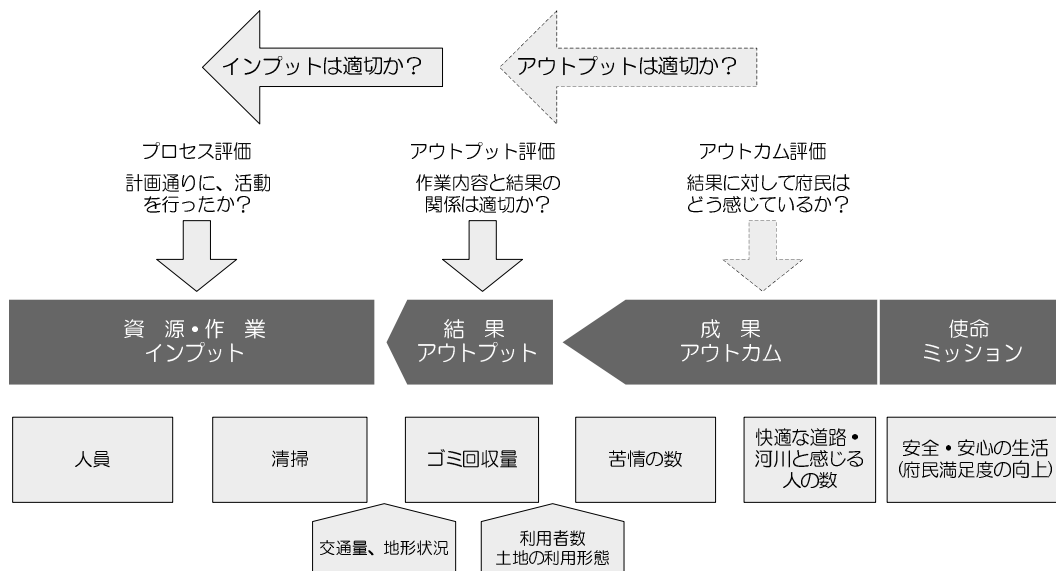 インプットは適切か？
アウトプットは適切か？
プロセス評価
計画通りに、活動
を行ったか？
アウトプット評価
作業内容と結果の
関係は適切か？
アウトカム評価
結果に対して府民は
どう感じているか？
資　源・作　業
インプット
結　果
アウトプット
成　果
アウトカム
使命
ミッション
人員
清掃
ゴミ回収量
苦情の数
快適な道路・
河川と感じる
人の数
安全・安心の生活
(府民満足度の向上)
交通量、地形状況
利用者数
土地の利用形態